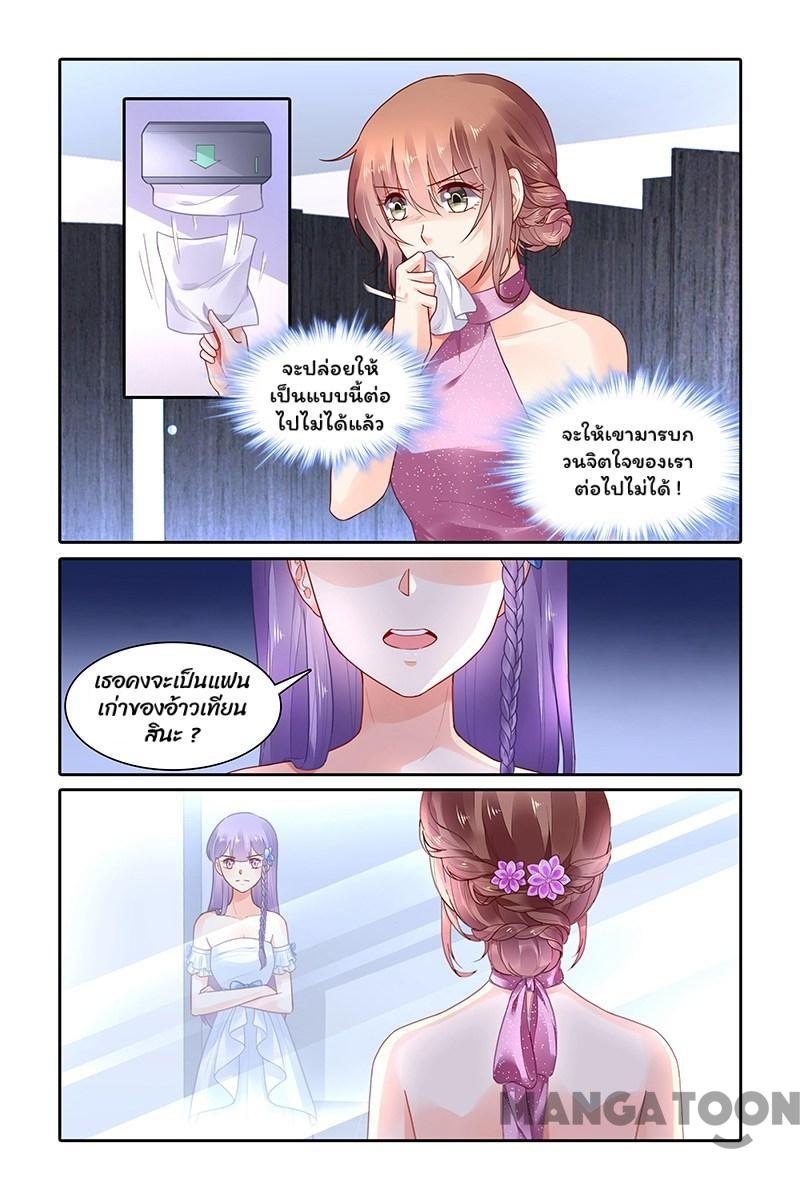 จะปล่อยให้
เป็นแบบนี้ต่อ
ไปไม่ได้แล้ว
จะให้เขามารบก
วนจิตใจของเรา
ต่อไปไม่ได้ !
เธอคงจะเป็นแฟน
เก่าของอ้าวเทียน
สินะ ?
MANGATOON